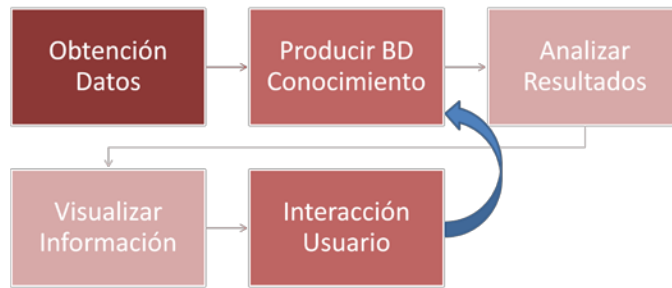 Obtención
Datos
Producir BD
Conocimiento
Analizar
Resultados
Visualizar
Información
Interacción
Usuario